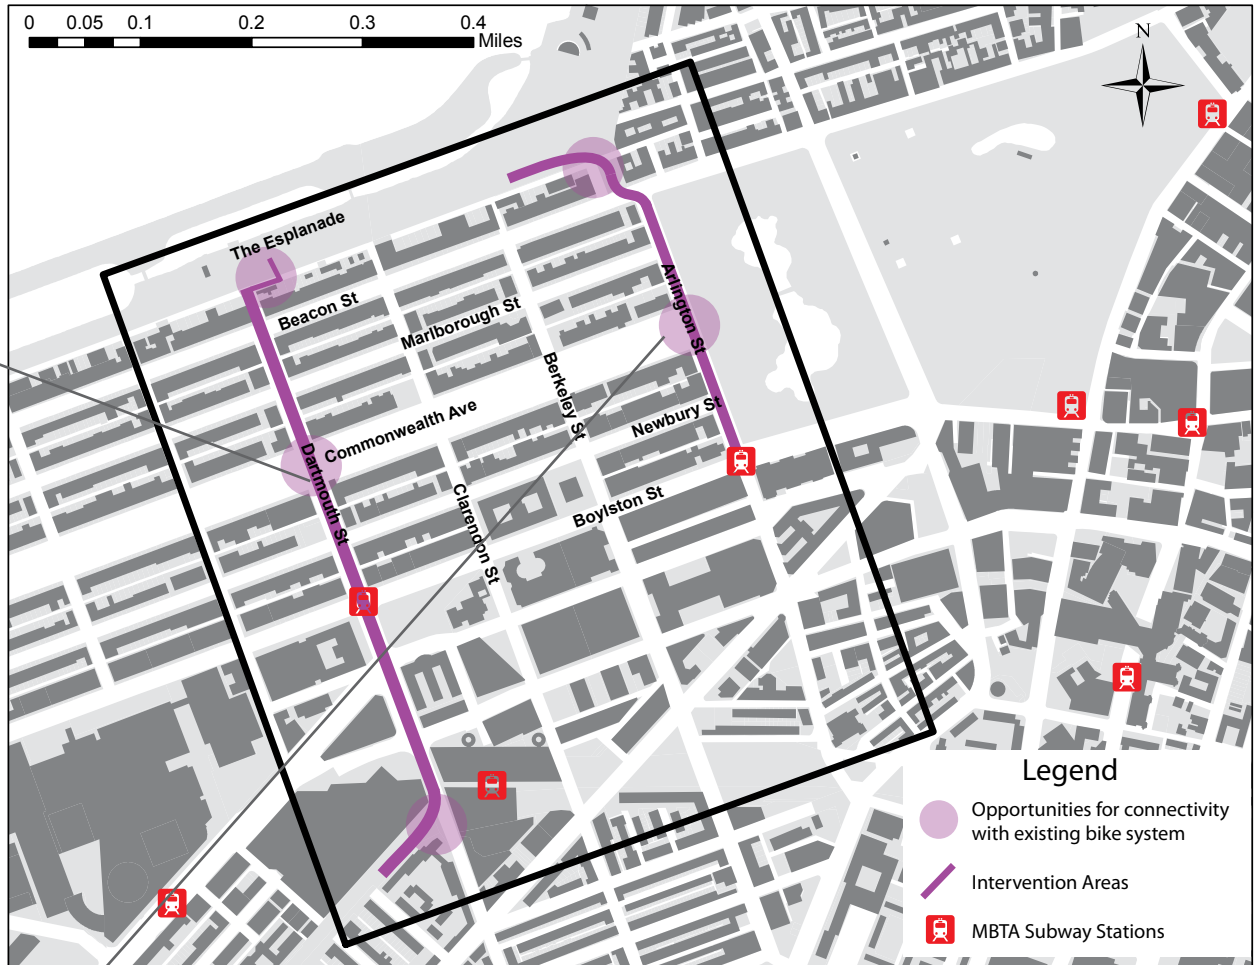 0 0.05 0.1 0.2 0.3 0.4
Miles
N
The Esplanade
Beacon St
Marlborough St
Arlington St
Berkeley St
Newbury St
Commonwealth Ave
Dartmouth St
Clarendon St
Boylston St
Legend
Opportunities for connectivity
with existing bike system
Intervention Areas
MBTA Subway Stations